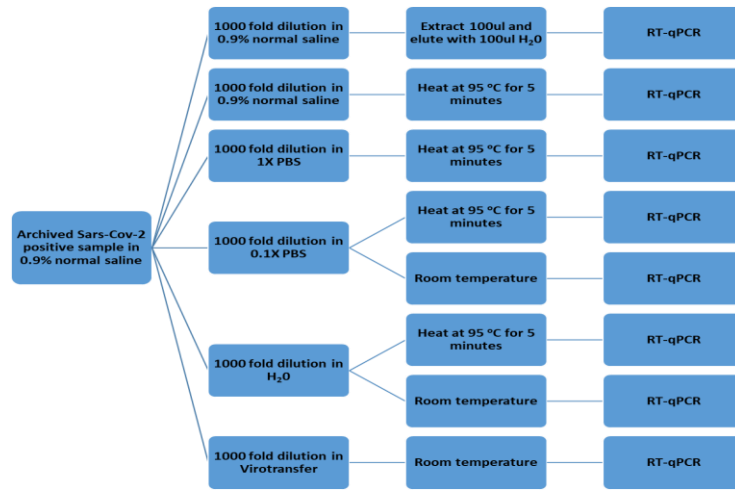 1000 fold dilution in
0.9% normal saline
Extract 100ul and
elute with 100ul H₂0
RT-qPCR
1000 fold dilution in
0.9% normal saline
Heat at 95 °C for 5
minutes
RT-qPCR
1000 fold dilution in
1X PBS
Heat at 95 °C for 5
minutes
RT-qPCR
Archived Sars-Cov-2
positive sample in
0.9% normal saline
1000 fold dilution in
0.1X PBS
Heat at 95 °C for 5
minutes
RT-qPCR
Room temperature
RT-qPCR
1000 fold dilution in
H₂0
Heat at 95 °C for 5
minutes
RT-qPCR
Room temperature
RT-qPCR
1000 fold dilution in
Virotransfer
Room temperature
RT-qPCR